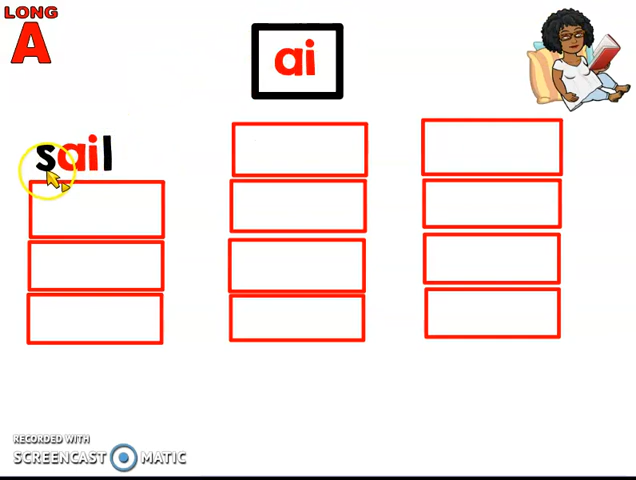 LONG
A
ai
sail
RECORDED WITH
SCREENCAST MATIC